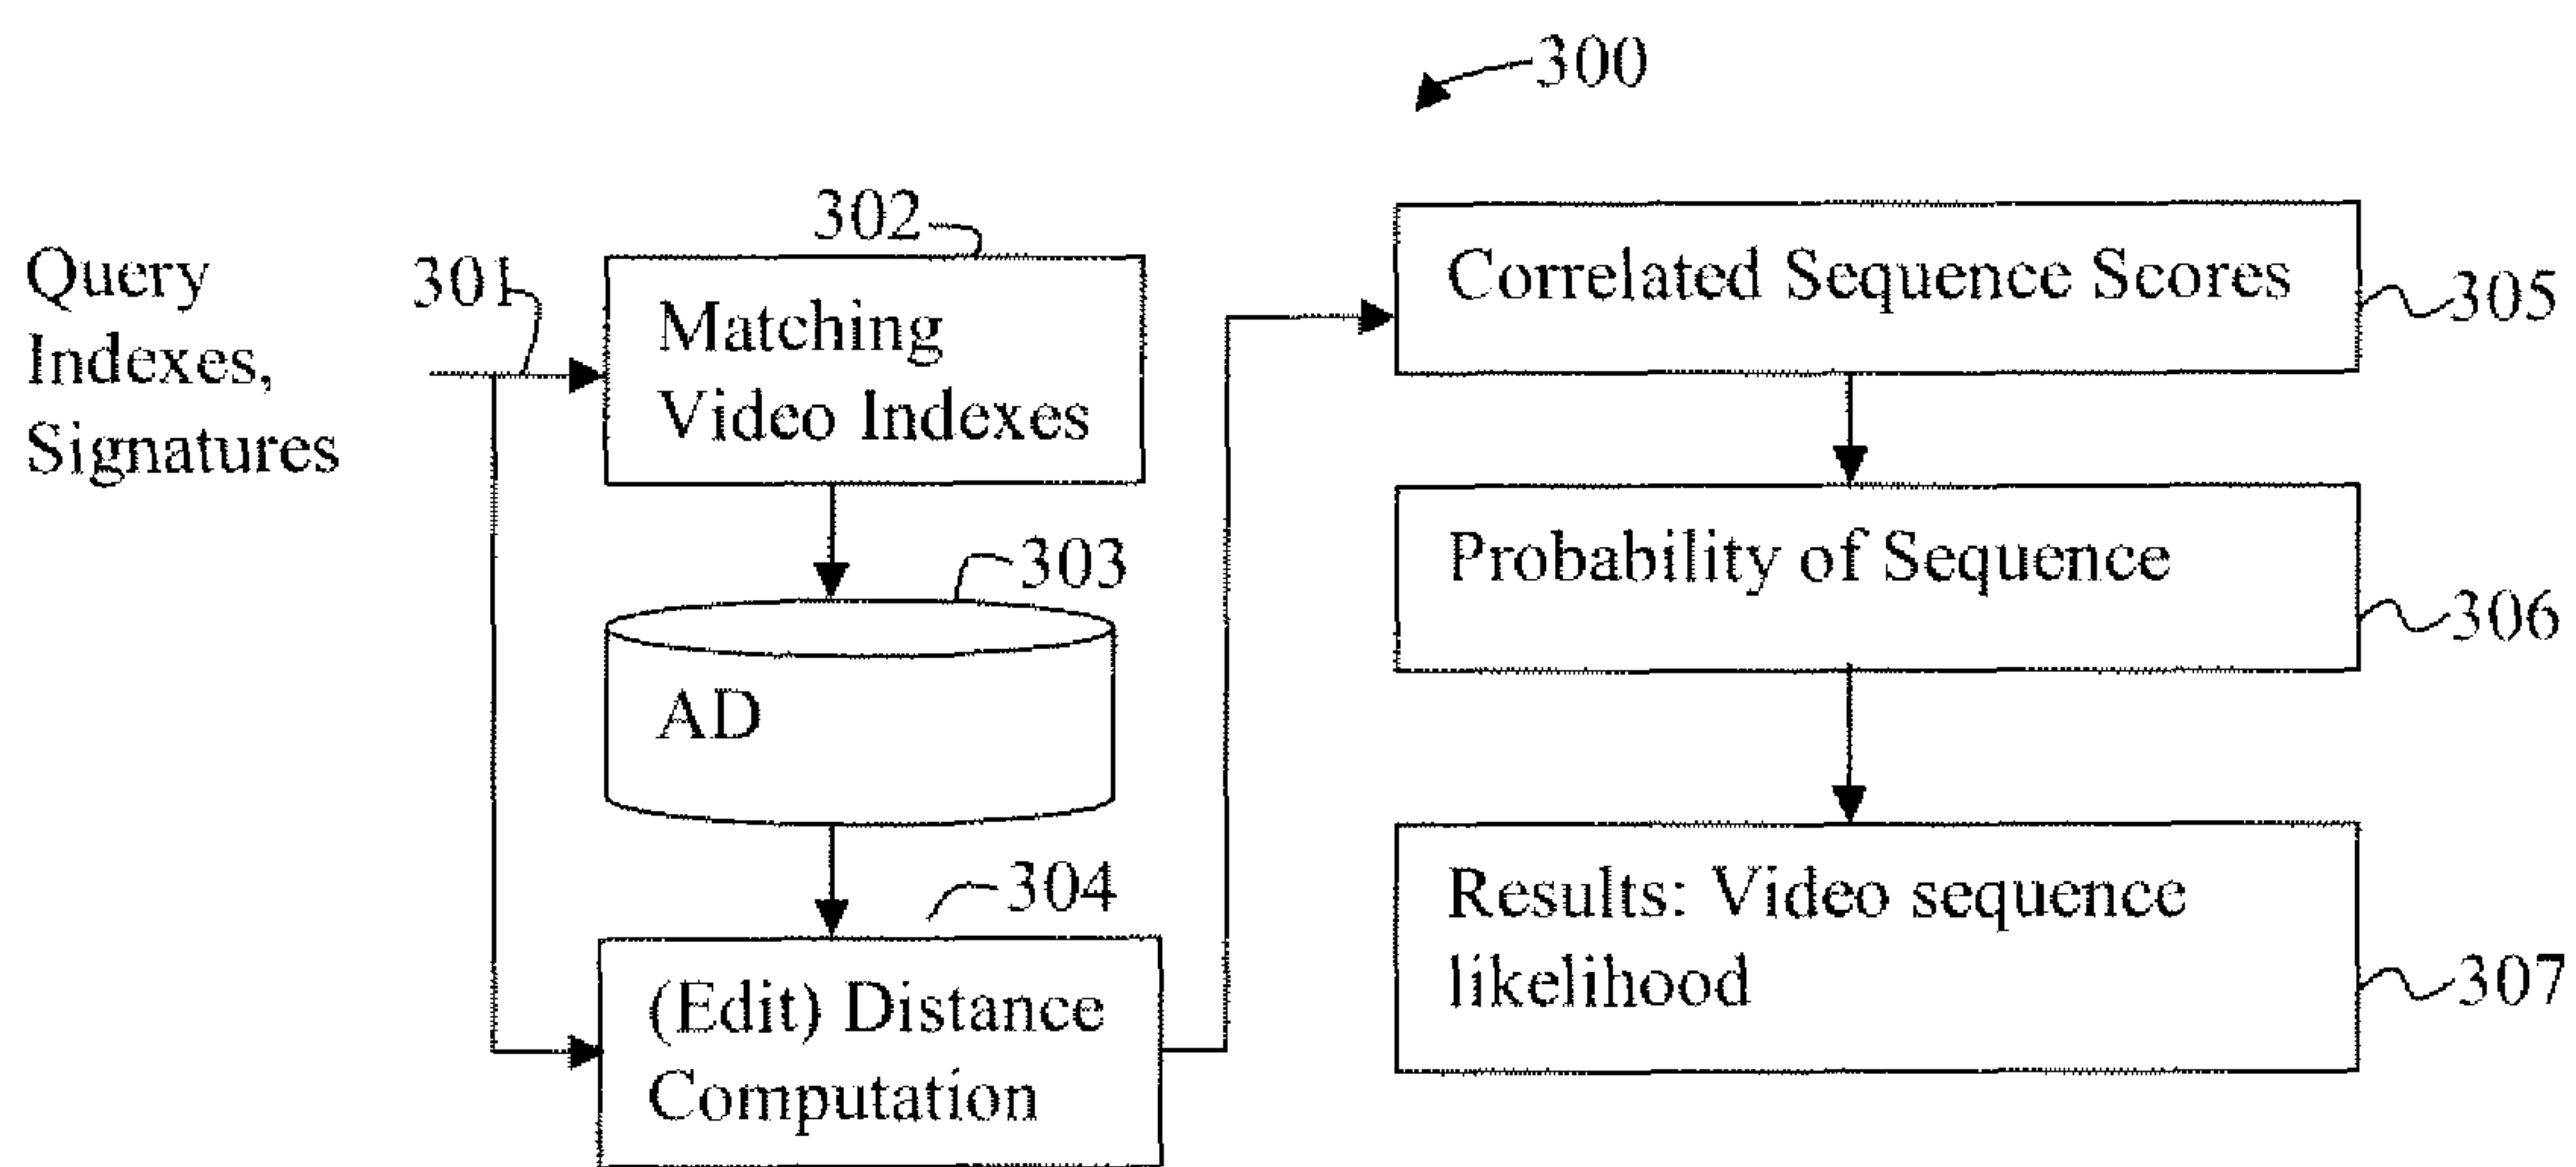 300
Query
Indexes,
Signatures
301
302
Matching
Video Indexes
303
AD
304
(Edit) Distance
Computation
Correlated Sequence Scores
305
Probability of Sequence
306
Results: Video sequence
likelihood
307